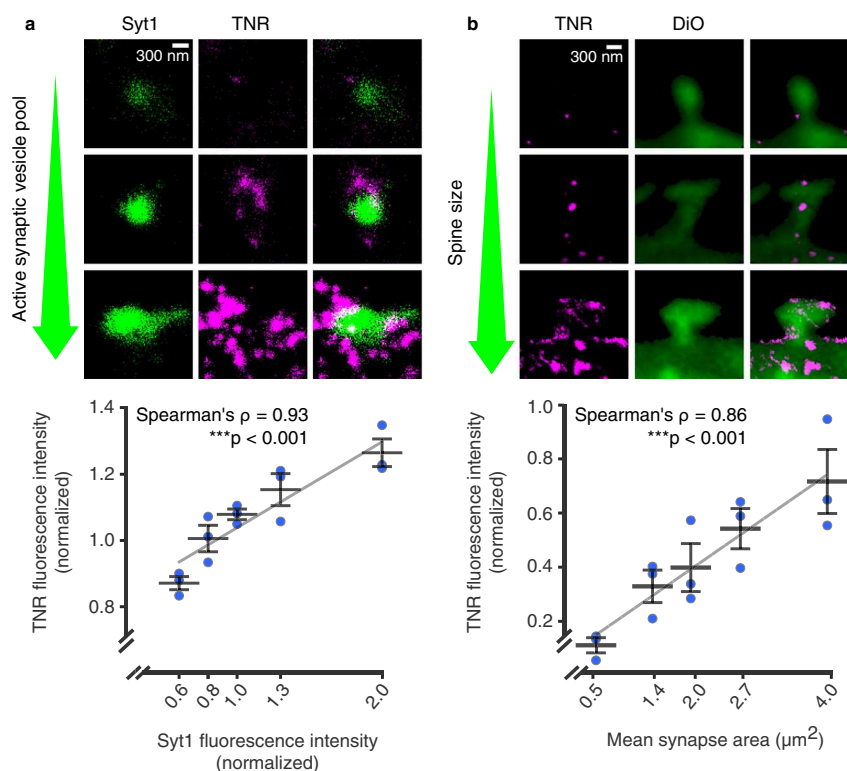 a
Syt1
TNR
300 nm
Active synaptic vesicle pool
Spearman's ρ = 0.93
***p < 0.001
TNR fluorescence intensity
(normalized)
1.4
1.2
1.0
0.8
0.6
0.8
1.0
1.3
2.0
Syt1 fluorescence intensity
(normalized)
b
TNR
DiO
300 nm
Spine size
Spearman's ρ = 0.86
***p < 0.001
TNR fluorescence intensity
(normalized)
1.0
0.8
0.6
0.4
0.2
0.5
1.4
2.0
2.7
4.0
Mean synapse area (µm²)